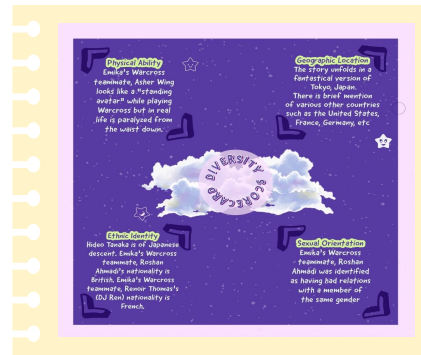 Physical Ability
Emika's Warcross
teammate, Asher Wing
looks like a "standing
avatar" while playing
Warcross but in real
life is paralyzed from
the waist down.
Geographic Location
The story unfolds in a
fantastical version of
Tokyo, Japan.
There is brief mention
of various other countries
such as the United States,
France, Germany, etc
DIVERSITY
SCORECARD
Ethnic Identity
Hideo Tanaka is of Japanese
descent. Emika's Warcross
teammate, Roshan
Ahmadi's nationality is
British. Emika's Warcross
teammate, Renoir Thomas's
(DJ Ren) nationality is
French.
Sexual Orientation
Emika's Warcross
teammate, Roshan
Ahmadi was identified
as having had relations
with a member of
the same gender